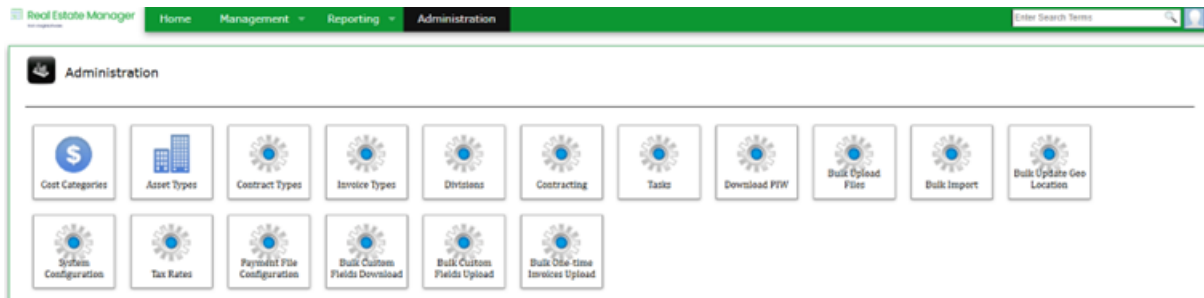 Real Estate Manager
Home
Management
Reporting
Administration
Enter Search Terms
Administration
Cost Categories
Asset Types
Contract Types
Invoice Types
Divisions
Contracting
Tasks
Download PIW
Bulk Upload
Files
Bulk Import
Bulk Update Geo
Location
System
Configuration
Tax Rates
Payment File
Configuration
Bulk Custom
Fields Download
Bulk Custom
Fields Upload
Bulk One-time
Invoices Upload